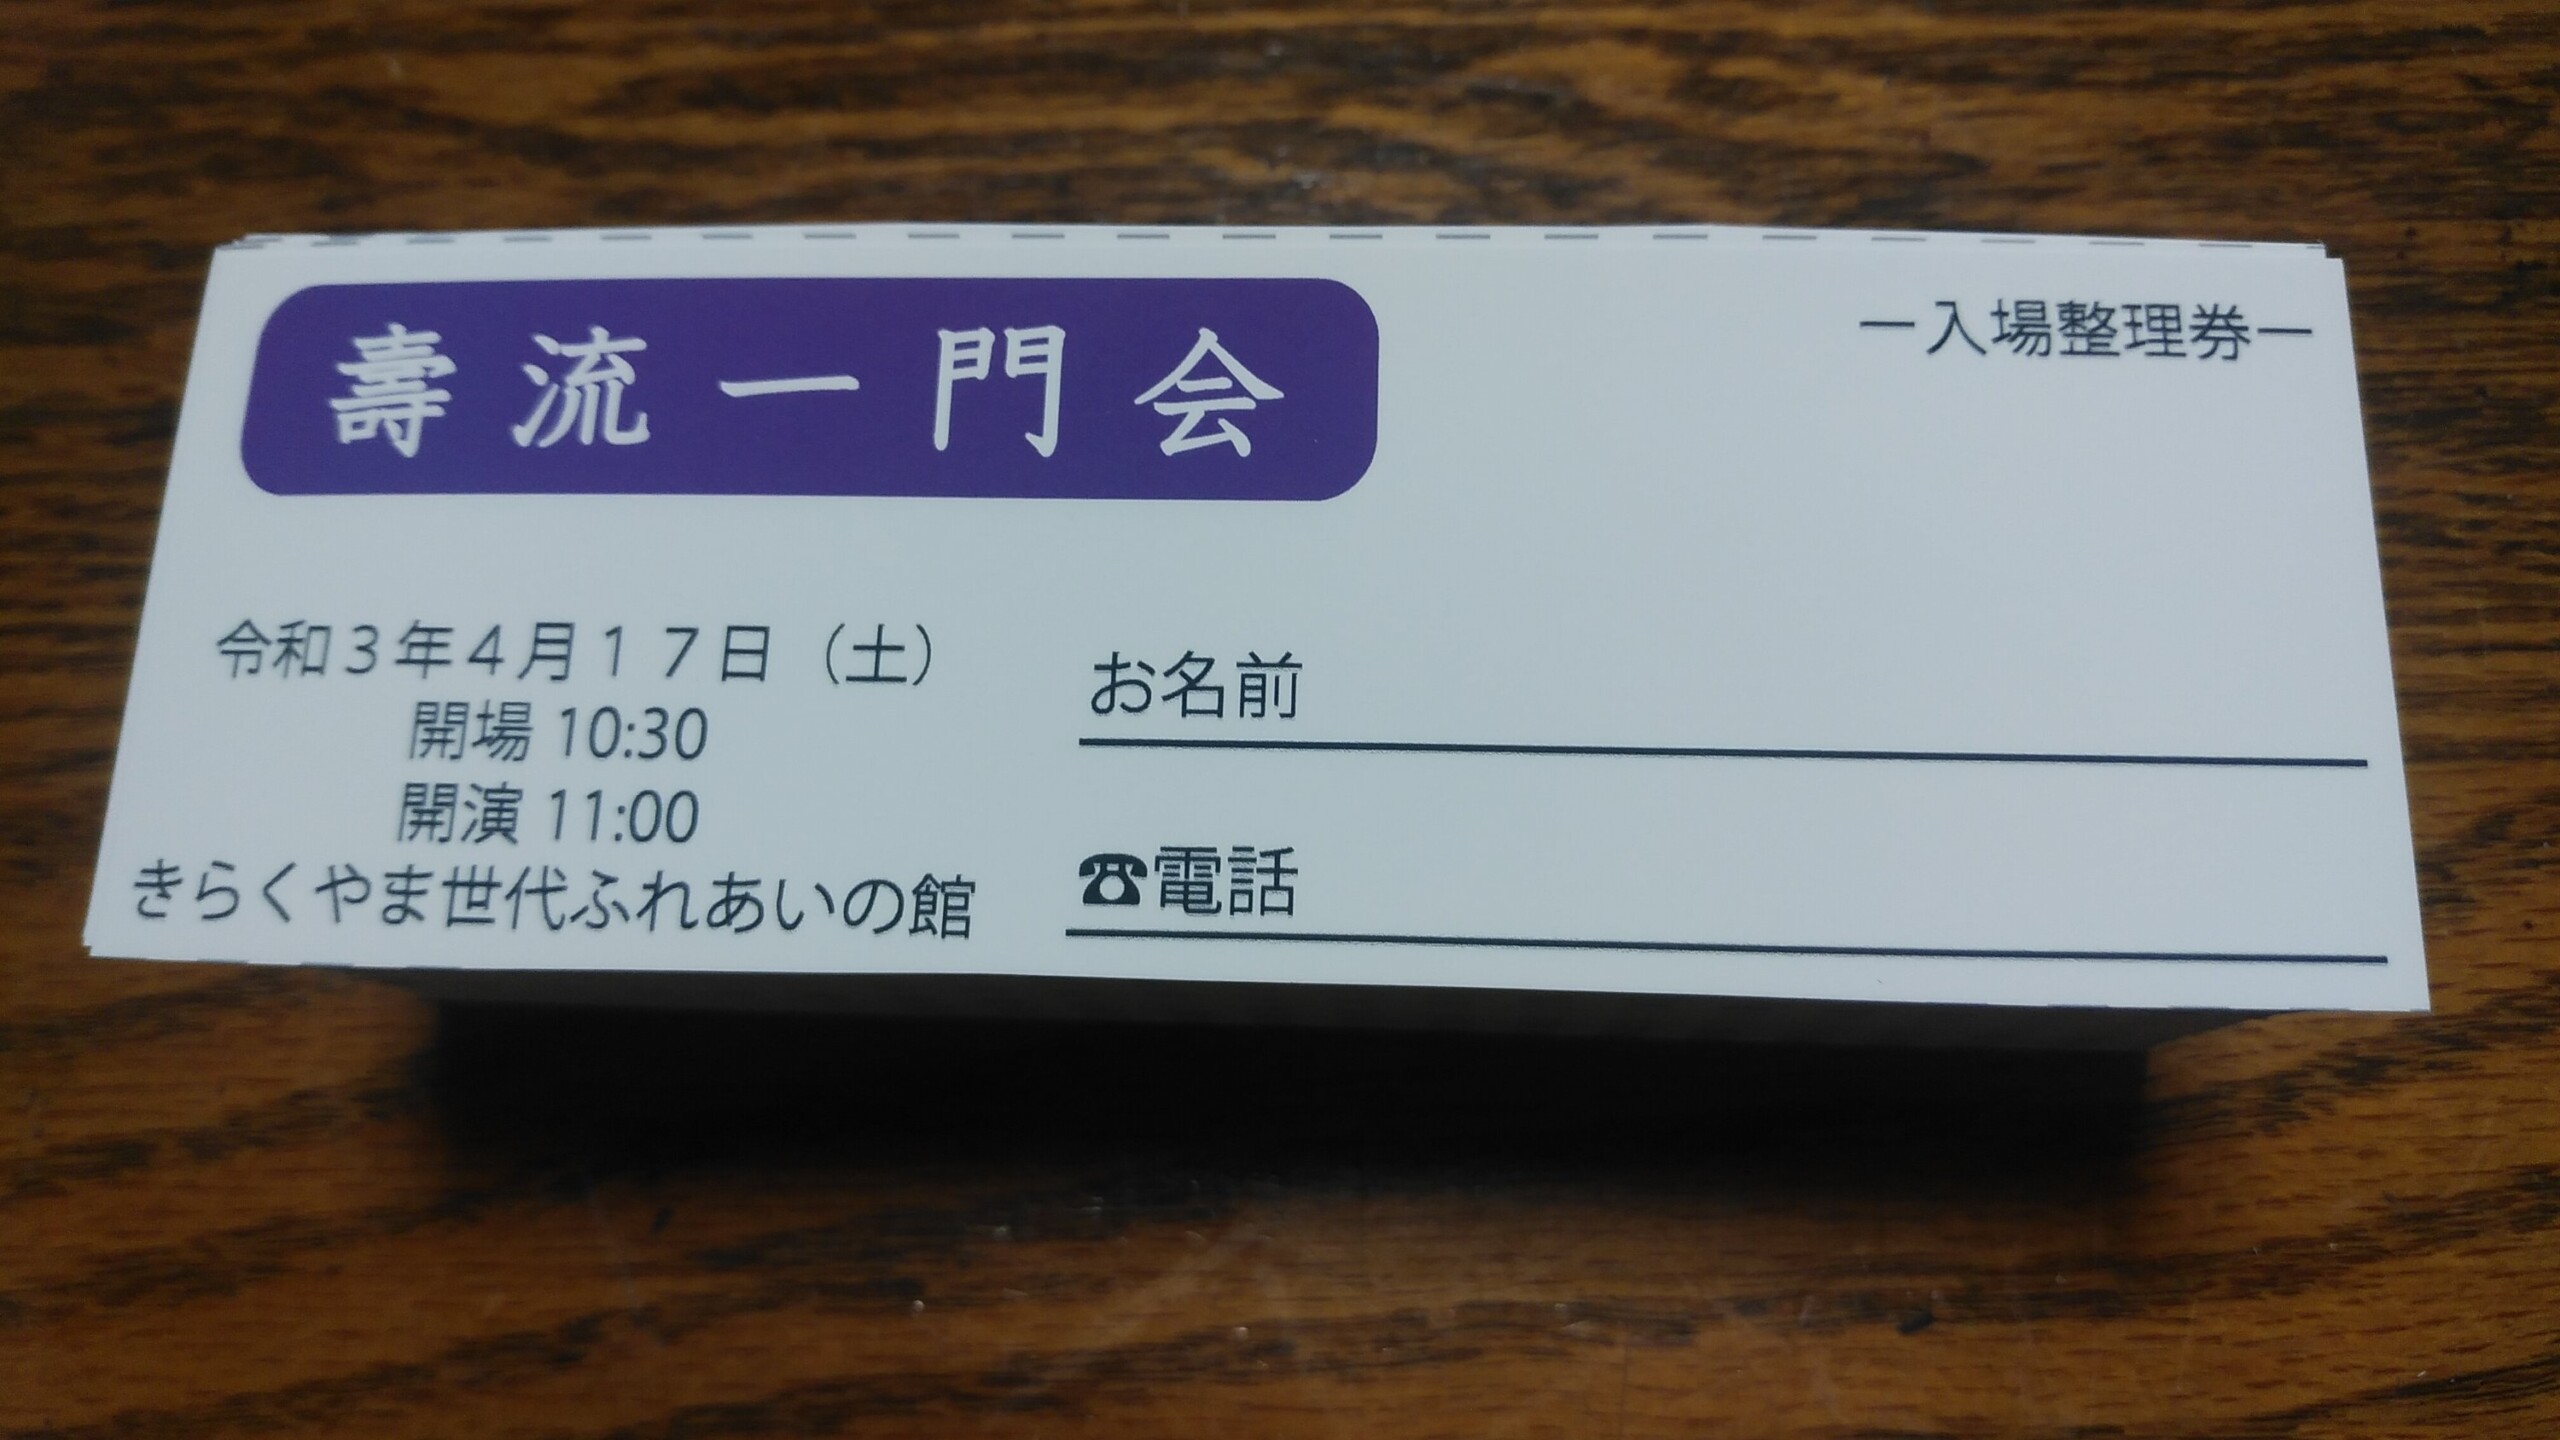 壽流一門会
ー入場整理券ー
令和３年４月１７日（土）
開場 10:30
開演 11:00
きらくやま世代ふれあいの館
お名前
☎電話